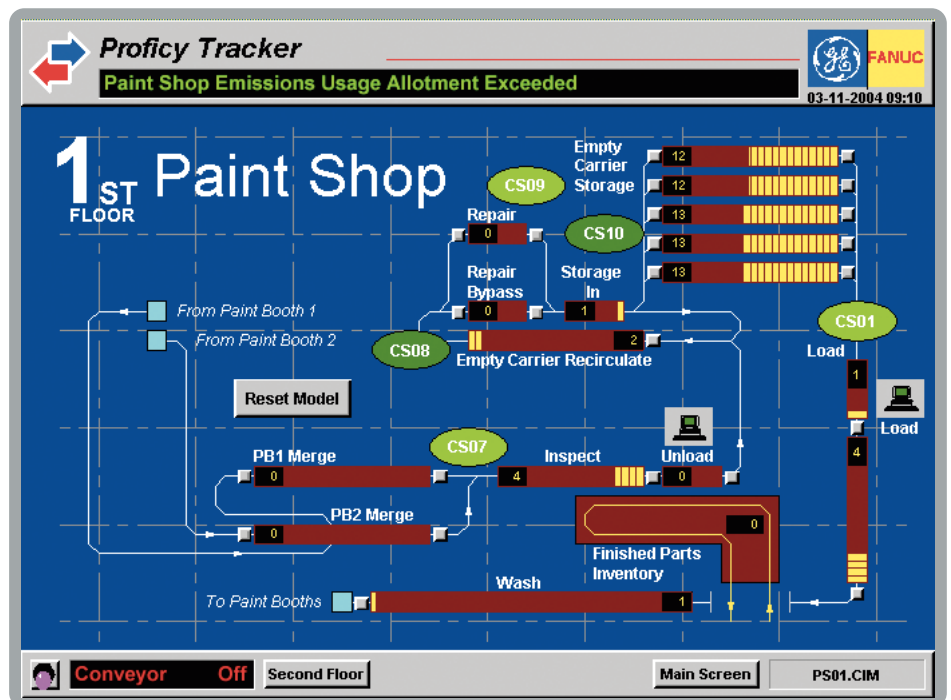 Proficy Tracker
Paint Shop Emissions Usage Allotment Exceeded
GE
FANUC
03-11-2004 09:10
1ST FLOOR
Paint Shop
Empty Carrier Storage
12
12
13
13
13
CS09
CS10
Repair
0
Repair Bypass
0
Storage In
1
From Paint Booth 1
From Paint Booth 2
CS08
2
Empty Carrier Recirculate
CS01
Load
1
Load
4
Reset Model
CS07
PB1 Merge
0
Inspect
4
Unload
0
PB2 Merge
0
0
Finished Parts Inventory
Wash
To Paint Booths
1
Conveyor Off
Second Floor
Main Screen
PS01.CIM